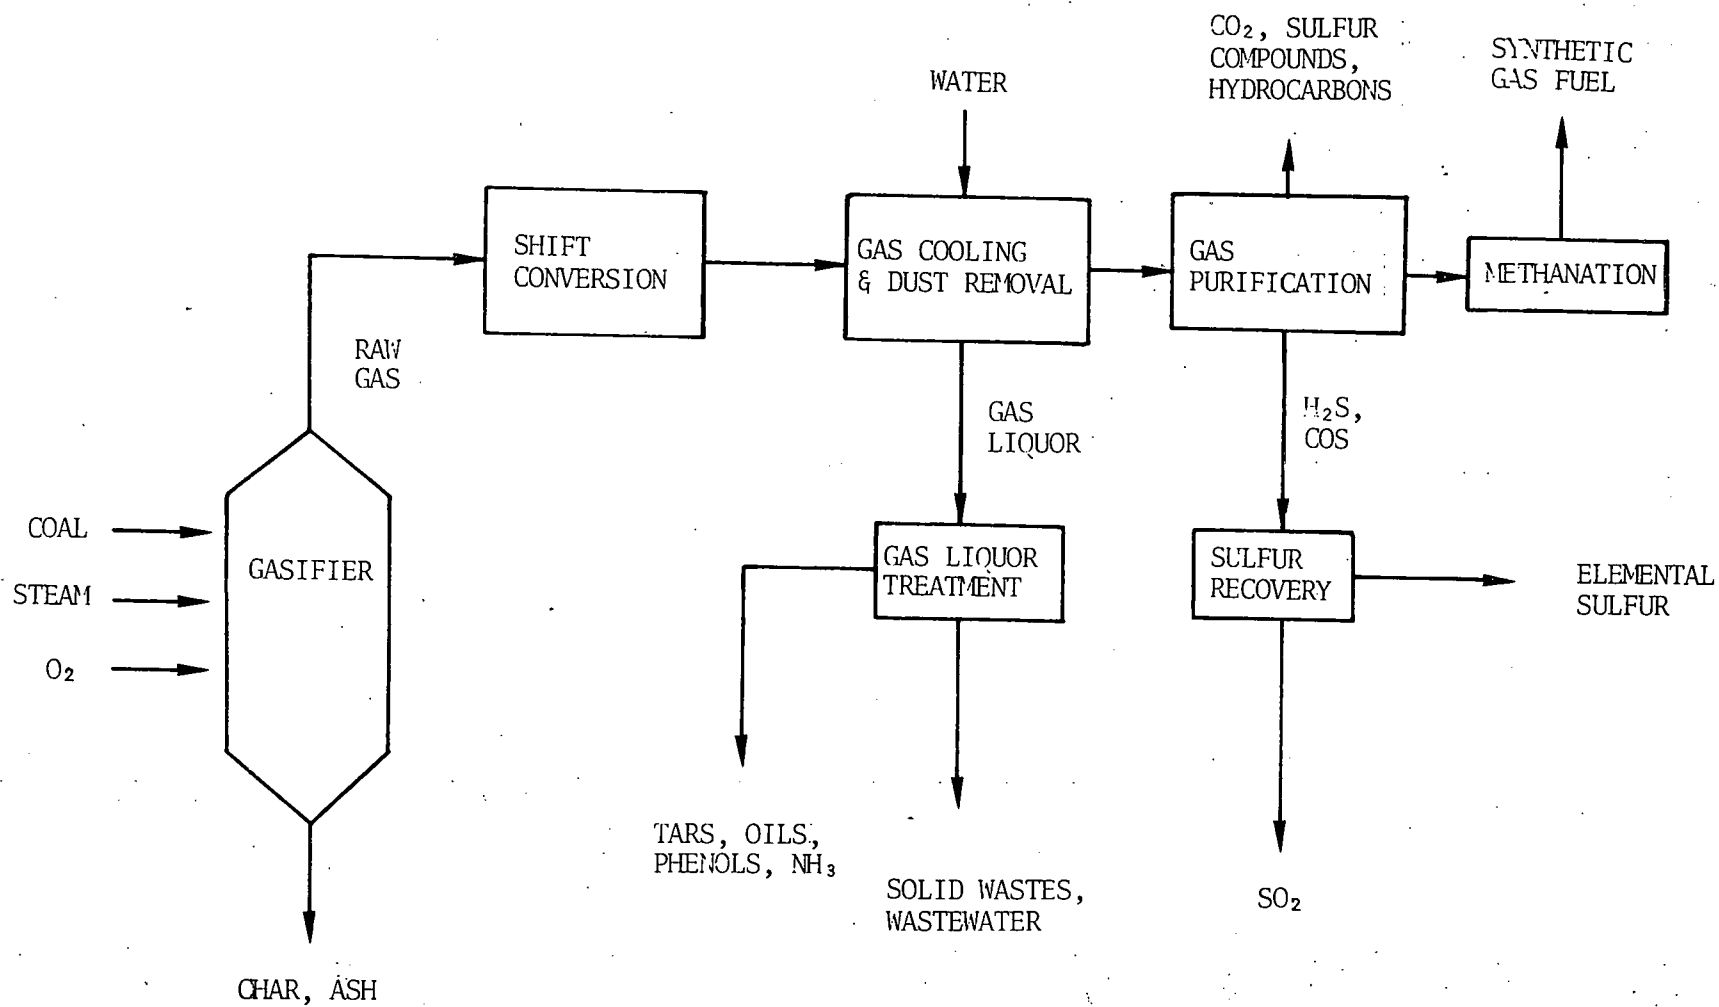 CO₂, SULFUR
COMPOUNDS,
HYDROCARBONS
SYNTHETIC
GAS FUEL
WATER
SHIFT
CONVERSION
GAS COOLING
& DUST REMOVAL
GAS
PURIFICATION
METHANATION
RAW
GAS
GAS
LIQUOR
H₂S,
COS
COAL
STEAM
O₂
GASIFIER
GAS LIQUOR
TREATMENT
SULFUR
RECOVERY
ELEMENTAL
SULFUR
TARS, OILS,
PHENOLS, NH₃
SOLID WASTES,
WASTEWATER
SO₂
CHAR, ASH